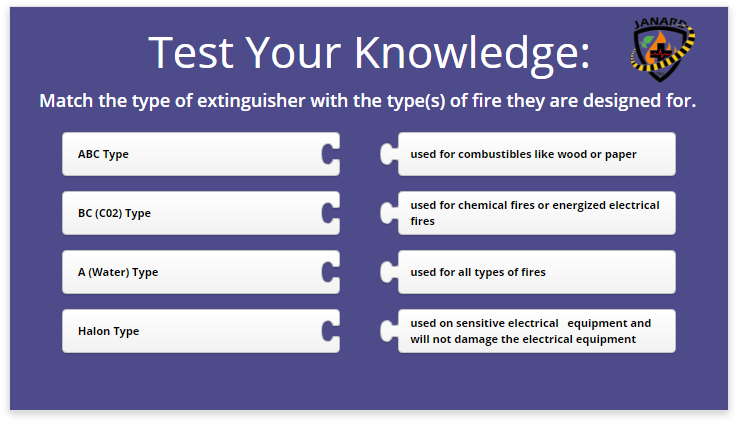 JANARD
Test Your Knowledge:
Match the type of extinguisher with the type(s) of fire they are designed for.
ABC Type
used for combustibles like wood or paper
BC (C02) Type
used for chemical fires or energized electrical
fires
A (Water) Type
used for all types of fires
Halon Type
used on sensitive electrical equipment and
will not damage the electrical equipment